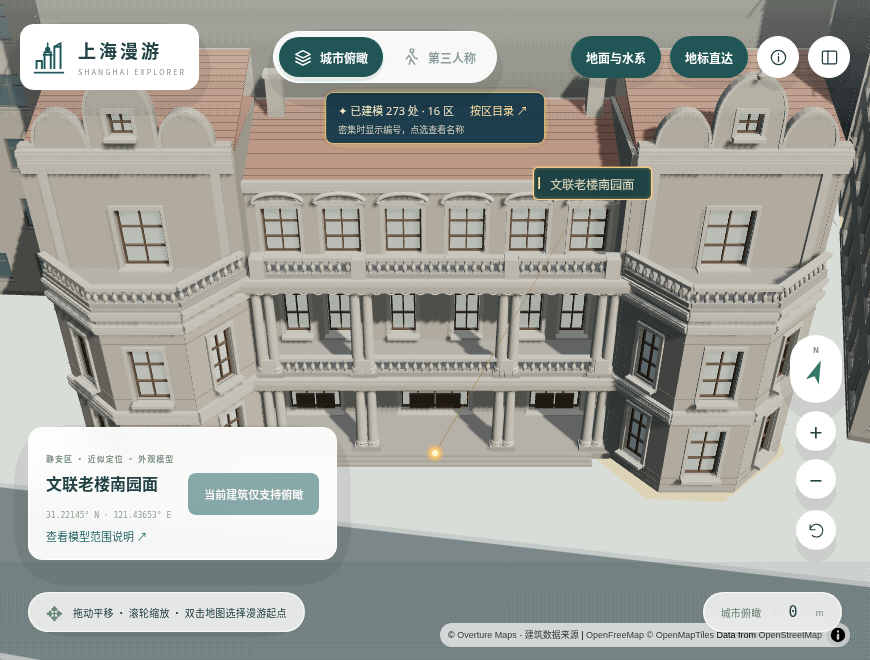 上海漫游
SHANGHAI EXPLORER
城市俯瞰
第三人称
地面与水系
地标直达
✦ 已建模 273 处 · 16 区 按区目录 ↗
密集时显示编号，点选查看名称
文联老楼南园面
N
静安区 · 近似定位 · 外观模型
文联老楼南园面
当前建筑仅支持俯瞰
31.22145° N · 121.43653° E
查看模型范围说明 ↗
拖动平移 · 滚轮缩放 · 双击地图选择漫游起点
城市俯瞰 0 m
© Overture Maps · 建筑数据来源 | OpenFreeMap © OpenMapTiles Data from OpenStreetMap